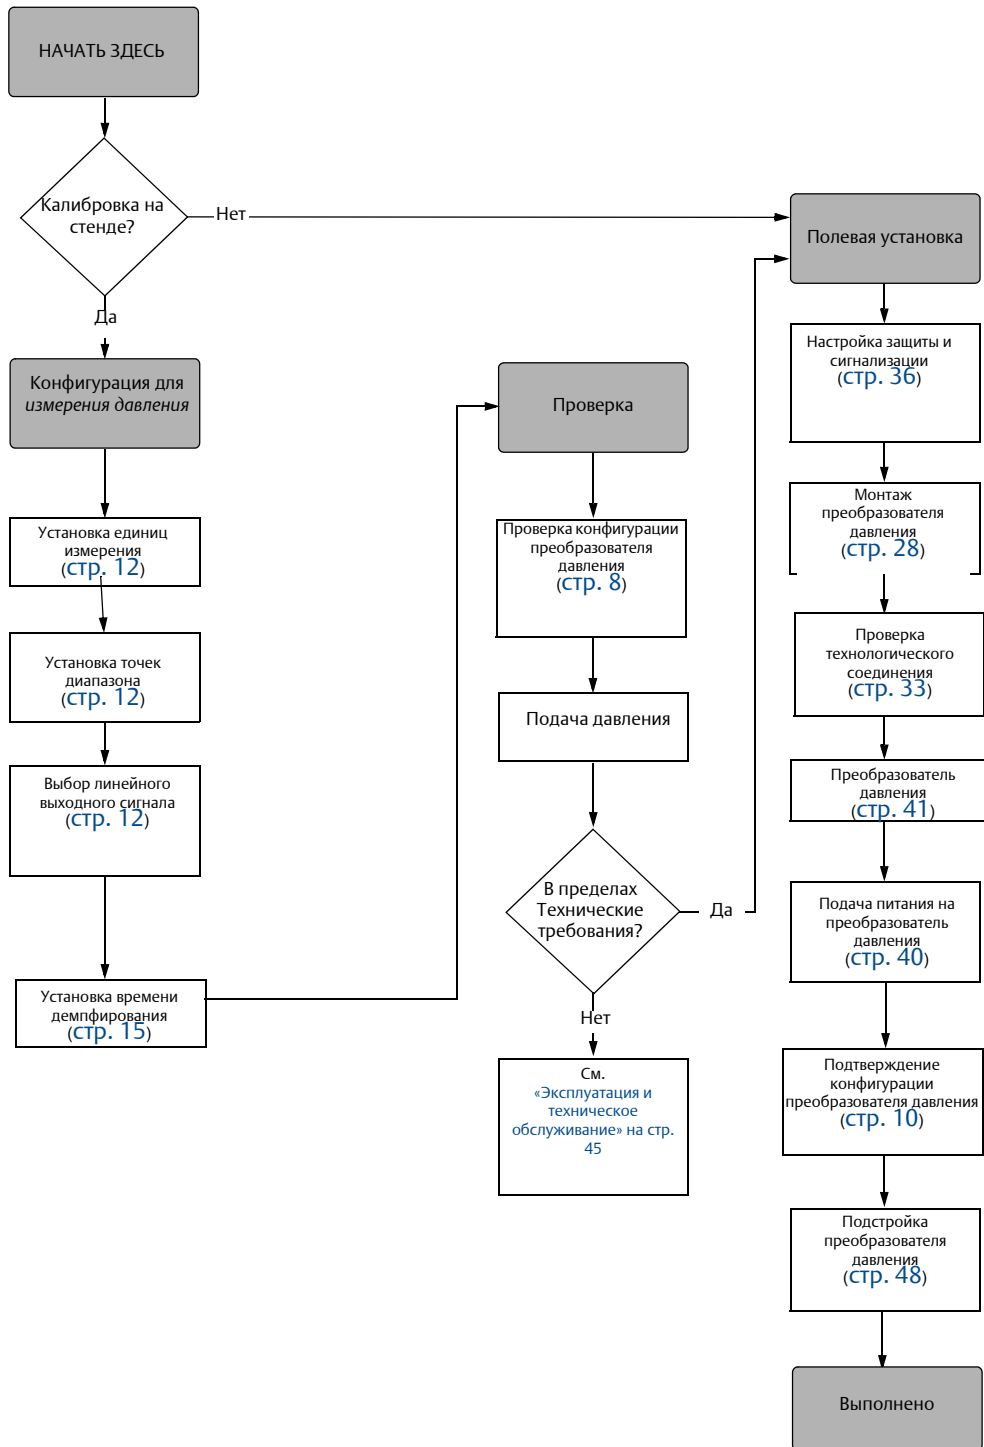 НАЧАТЬ ЗДЕСЬ
Калибровка на
стенде?
Нет
Да
Конфигурация для
измерения давления
Установка единиц
измерения
(стр. 12)
Установка точек
диапазона
(стр. 12)
Выбор линейного
выходного сигнала
(стр. 12)
Установка времени
демпфирования
(стр. 15)
Проверка
Проверка конфигурации
преобразователя
давления
(стр. 8)
Подача давления
В пределах
Технические
требования?
Да
Нет
См.
«Эксплуатация и
техническое
обслуживание» на стр.
45
Полевая установка
Настройка защиты и
сигнализации
(стр. 36)
Монтаж
преобразователя
давления
(стр. 28)
Проверка
технологического
соединения
(стр. 33)
Преобразователь
давления
(стр. 41)
Подача питания на
преобразователь
давления
(стр. 40)
Подтверждение
конфигурации
преобразователя давления
(стр. 10)
Подстройка
преобразователя
давления
(стр. 48)
Выполнено